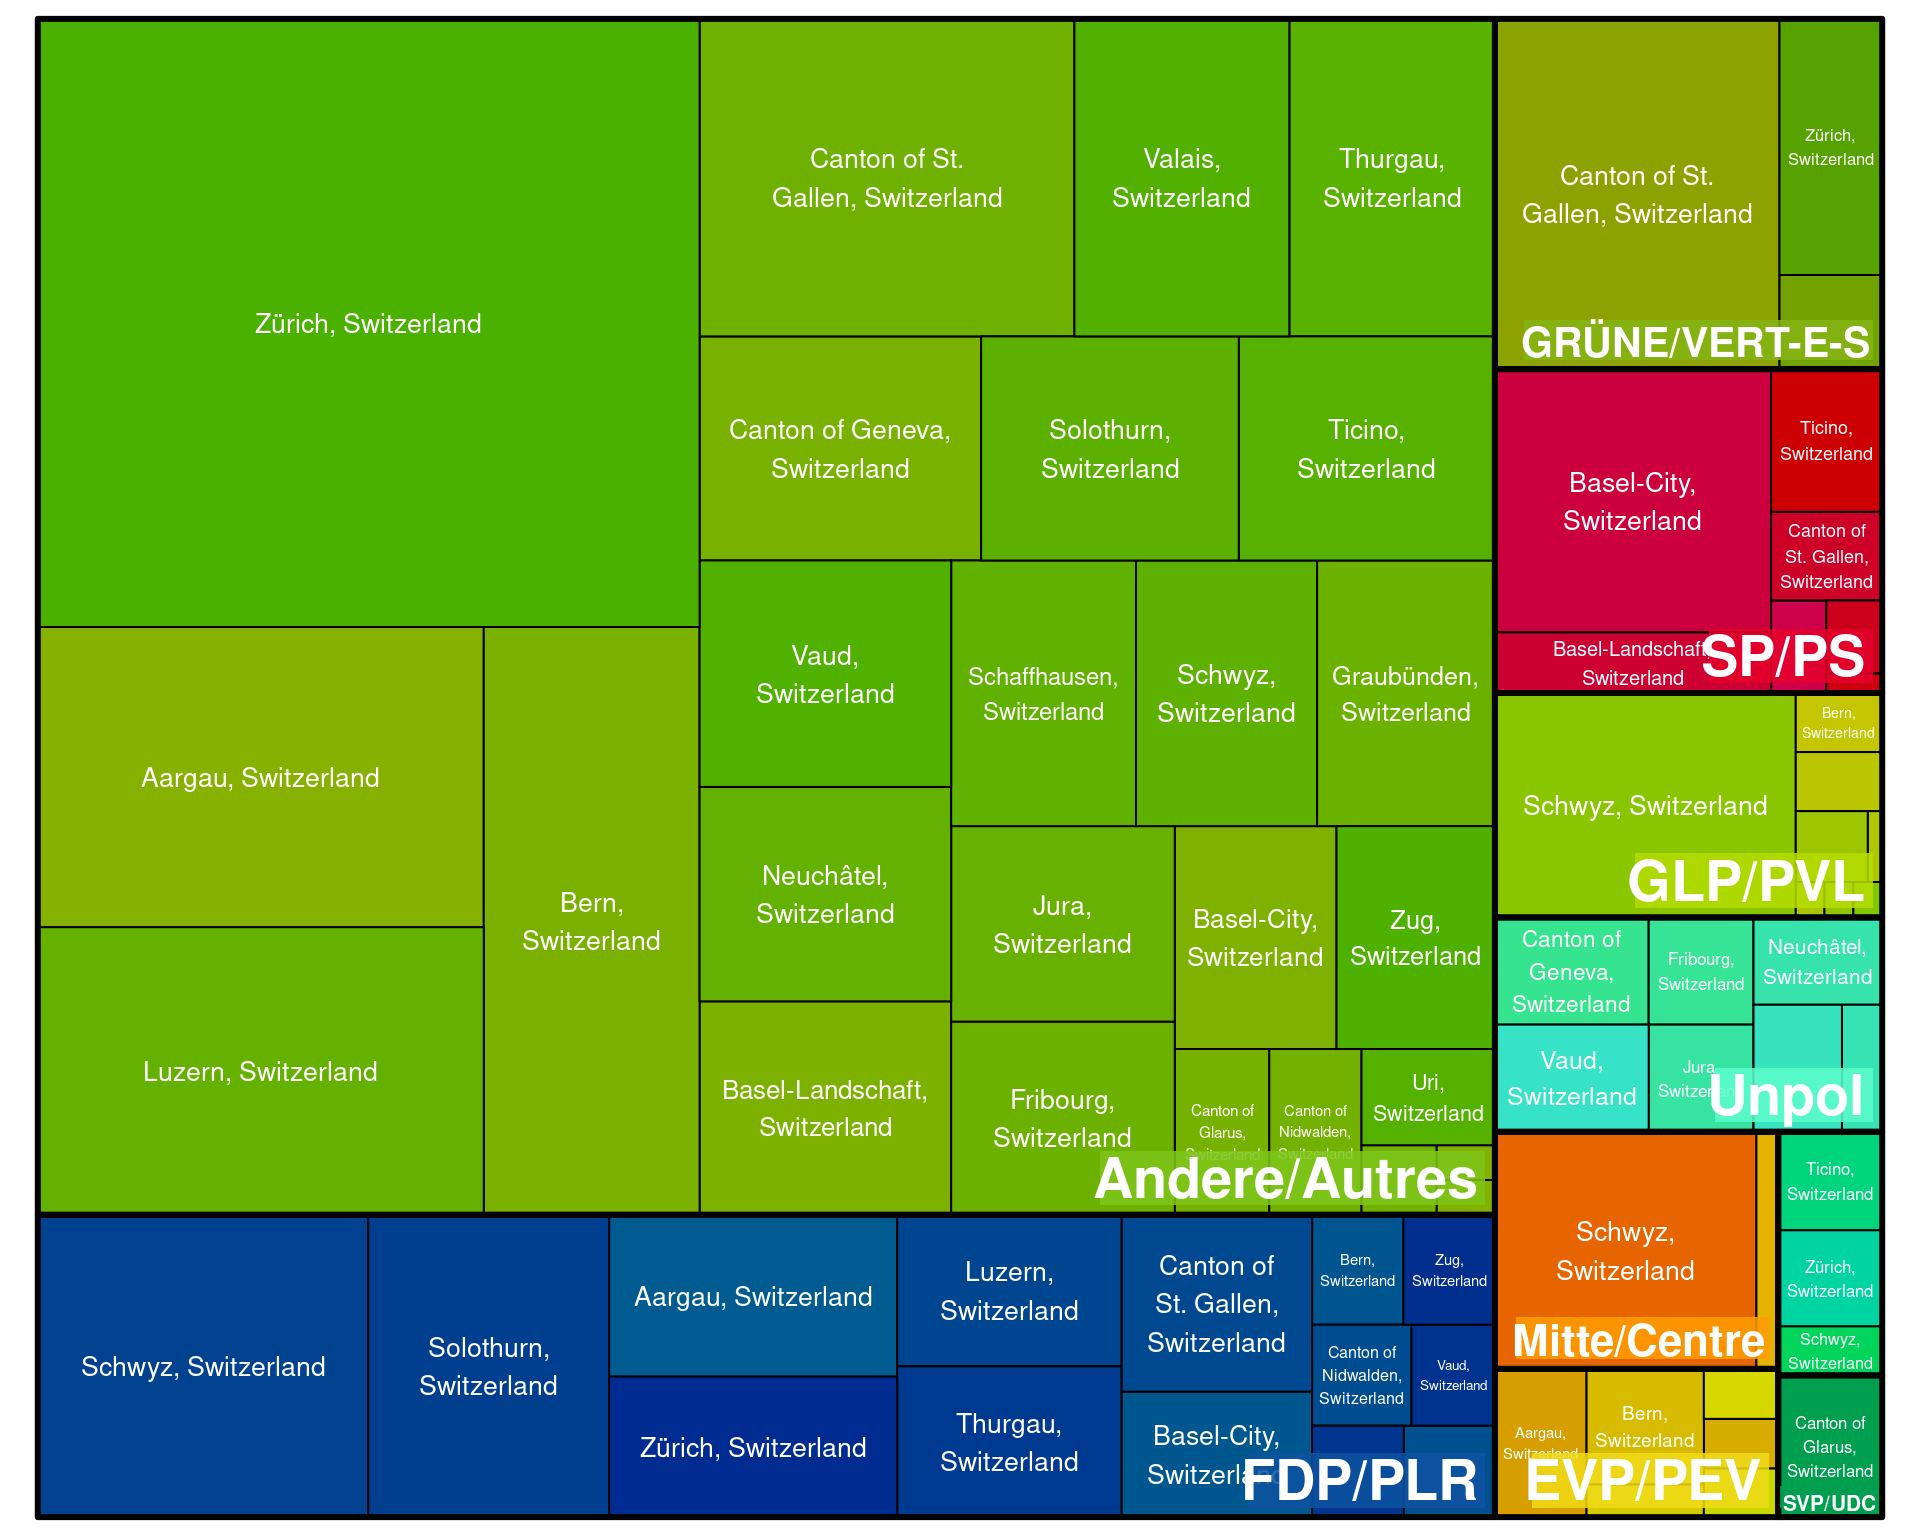 Zürich, Switzerland
Canton of St.
Gallen, Switzerland
Valais,
Switzerland
Thurgau,
Switzerland
Canton of Geneva,
Switzerland
Solothurn,
Switzerland
Ticino,
Switzerland
Aargau, Switzerland
Luzern, Switzerland
Bern,
Switzerland
Vaud,
Switzerland
Schaffhausen,
Switzerland
Schwyz,
Switzerland
Graubünden,
Switzerland
Neuchâtel,
Switzerland
Jura,
Switzerland
Basel-City,
Switzerland
Zug,
Switzerland
Basel-Landschaft,
Switzerland
Fribourg,
Switzerland
Canton of
Glarus,
Switzerland
Canton of
Nidwalden,
Switzerland
Uri,
Switzerland
Andere/Autres
Schwyz, Switzerland
Solothurn,
Switzerland
Aargau, Switzerland
Zürich, Switzerland
Luzern,
Switzerland
Thurgau,
Switzerland
Canton of
St. Gallen,
Switzerland
Basel-City,
Switzerland
Bern,
Switzerland
Zug,
Switzerland
Canton of
Nidwalden,
Switzerland
Vaud,
Switzerland
FDP/PLR
Canton of St.
Gallen, Switzerland
Zürich,
Switzerland
GRÜNE/VERT-E-S
Basel-City,
Switzerland
Ticino,
Switzerland
Canton of
St. Gallen,
Switzerland
Basel-Landschaft,
Switzerland
SP/PS
Schwyz, Switzerland
Bern,
Switzerland
GLP/PVL
Canton of
Geneva,
Switzerland
Fribourg,
Switzerland
Neuchâtel,
Switzerland
Vaud,
Switzerland
Jura,
Switzerland
Unpol
Schwyz,
Switzerland
Mitte/Centre
Ticino,
Switzerland
Zürich,
Switzerland
Schwyz,
Switzerland
Aargau,
Switzerland
Bern,
Switzerland
EVP/PEV
Canton of
Glarus,
Switzerland
SVP/UDC